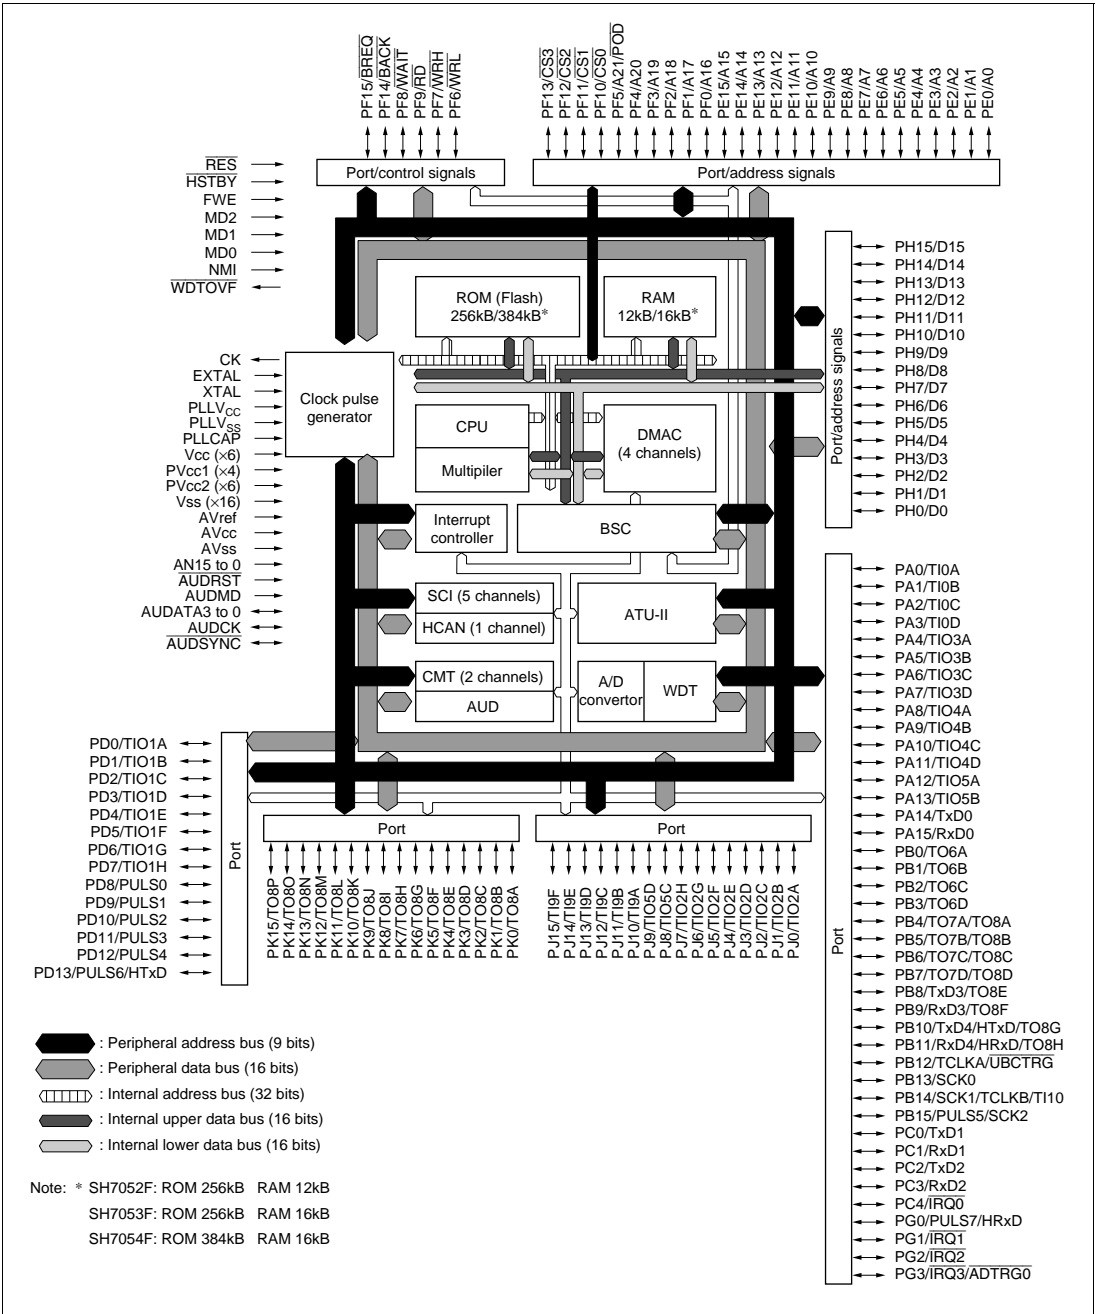 PF15/BREQ
PF14/BACK
PF8/WAIT
PF9/RD
PF7/WRH
PF6/WRL
PF13/CS3
PF12/CS2
PF11/CS1
PF10/CS0
PF5/A21/POD
PF4/A20
PF3/A19
PF2/A18
PF1/A17
PF0/A16
PE15/A15
PE14/A14
PE13/A13
PE12/A12
PE11/A11
PE10/A10
PE9/A9
PE8/A8
PE7/A7
PE6/A6
PE5/A5
PE4/A4
PE3/A3
PE2/A2
PE1/A1
PE0/A0
RES
HSTBY
FWE
MD2
MD1
MD0
NMI
WDTOVF
Port/control signals
Port/address signals
CK
EXTAL
XTAL
PLLVCC
PLLVSS
PLLCAP
Vcc (×6)
PVcc1 (×4)
PVcc2 (×6)
Vss (×16)
AVref
AVcc
AVss
AN15 to 0
AUDRST
AUDMD
AUDATA3 to 0
AUDCK
AUDSYNC
Clock pulse
generator
ROM (Flash)
256kB/384kB*
RAM
12kB/16kB*
CPU
Multipiler
DMAC
(4 channels)
Interrupt
controller
BSC
SCI (5 channels)
HCAN (1 channel)
ATU-II
CMT (2 channels)
AUD
A/D
convertor
WDT
Port/address signals
PH15/D15
PH14/D14
PH13/D13
PH12/D12
PH11/D11
PH10/D10
PH9/D9
PH8/D8
PH7/D7
PH6/D6
PH5/D5
PH4/D4
PH3/D3
PH2/D2
PH1/D1
PH0/D0
PD0/TIO1A
PD1/TIO1B
PD2/TIO1C
PD3/TIO1D
PD4/TIO1E
PD5/TIO1F
PD6/TIO1G
PD7/TIO1H
PD8/PULS0
PD9/PULS1
PD10/PULS2
PD11/PULS3
PD12/PULS4
PD13/PULS6/HTxD
Port
Port
PK15/TO8P
PK14/TO8O
PK13/TO8N
PK12/TO8M
PK11/TO8L
PK10/TO8K
PK9/TO8J
PK8/TO8I
PK7/TO8H
PK6/TO8G
PK5/TO8F
PK4/TO8E
PK3/TO8D
PK2/TO8C
PK1/TO8B
PK0/TO8A
Port
PJ15/TI9F
PJ14/TI9E
PJ13/TI9D
PJ12/TI9C
PJ11/TI9B
PJ10/TI9A
PJ9/TIO5D
PJ8/TIO5C
PJ7/TIO2H
PJ6/TIO2G
PJ5/TIO2F
PJ4/TIO2E
PJ3/TIO2D
PJ2/TIO2C
PJ1/TIO2B
PJ0/TIO2A
Port
PA0/TI0A
PA1/TI0B
PA2/TI0C
PA3/TI0D
PA4/TIO3A
PA5/TIO3B
PA6/TIO3C
PA7/TIO3D
PA8/TIO4A
PA9/TIO4B
PA10/TIO4C
PA11/TIO4D
PA12/TIO5A
PA13/TIO5B
PA14/TxD0
PA15/RxD0
PB0/TO6A
PB1/TO6B
PB2/TO6C
PB3/TO6D
PB4/TO7A/TO8A
PB5/TO7B/TO8B
PB6/TO7C/TO8C
PB7/TO7D/TO8D
PB8/TxD3/TO8E
PB9/RxD3/TO8F
PB10/TxD4/HTxD/TO8G
PB11/RxD4/HRxD/TO8H
PB12/TCLKA/UBCTRG
PB13/SCK0
PB14/SCK1/TCLKB/TI10
PB15/PULS5/SCK2
PC0/TxD1
PC1/RxD1
PC2/TxD2
PC3/RxD2
PC4/IRQ0
PG0/PULS7/HRxD
PG1/IRQ1
PG2/IRQ2
PG3/IRQ3/ADTRG0
: Peripheral address bus (9 bits)
: Peripheral data bus (16 bits)
: Internal address bus (32 bits)
: Internal upper data bus (16 bits)
: Internal lower data bus (16 bits)
Note: * SH7052F: ROM 256kB RAM 12kB
SH7053F: ROM 256kB RAM 16kB
SH7054F: ROM 384kB RAM 16kB